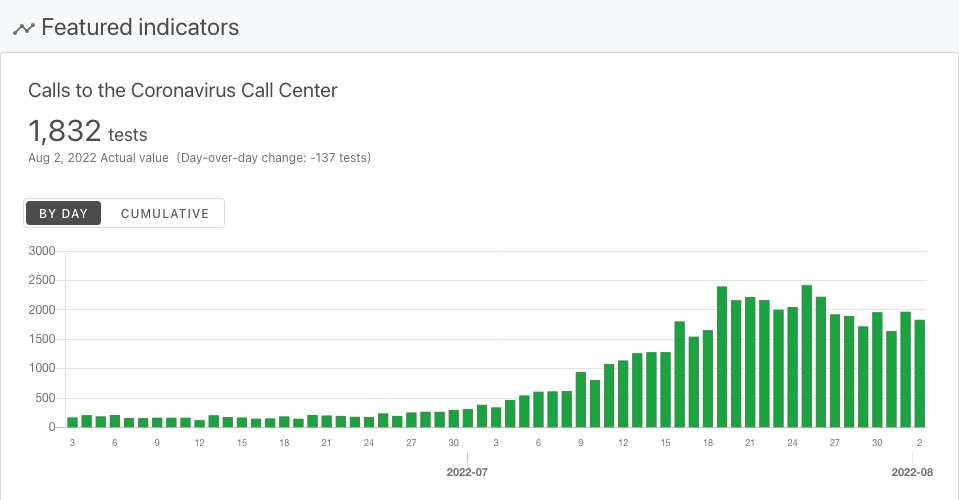 Featured indicators
Calls to the Coronavirus Call Center
1,832 tests
Aug 2, 2022 Actual value (Day-over-day change: -137 tests)
BY DAY CUMULATIVE
3000
2500
2000
1500
1000
500
0
3 6 9 12 15 18 21 24 27 30 3 6 9 12 15 18 21 24 27 30 2
2022-07 2022-08